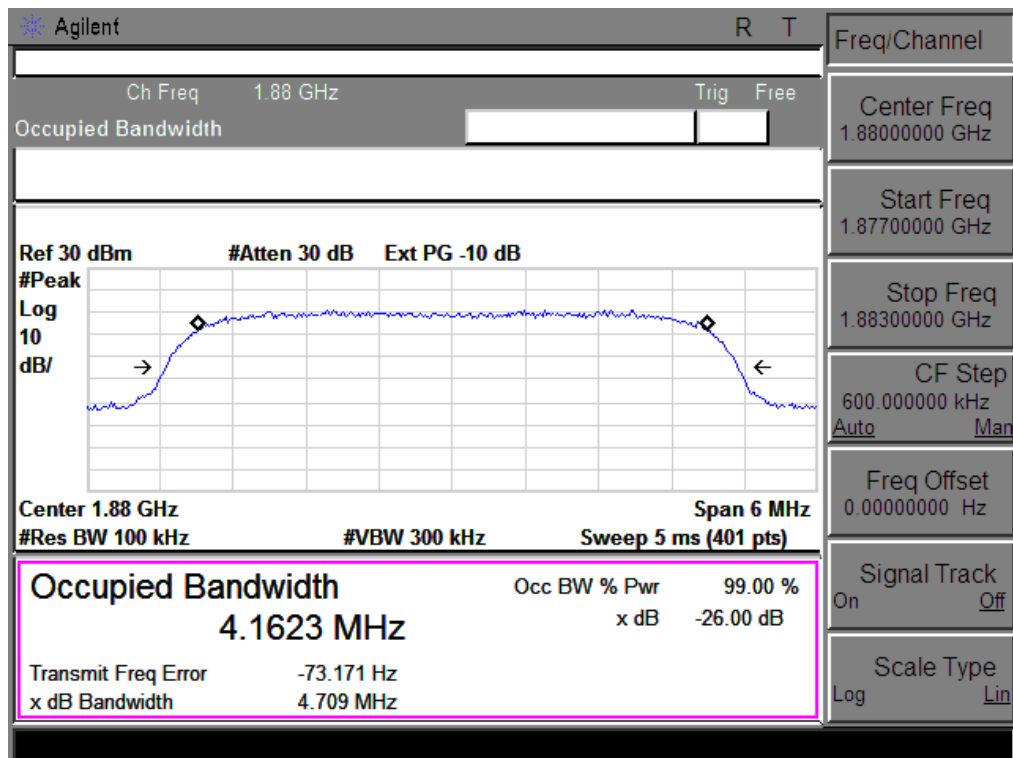 Agilent R T
Ch Freq 1.88 GHz Trig Free
Occupied Bandwidth
Ref 30 dBm #Atten 30 dB Ext PG -10 dB
#Peak
Log
10
dB/
Center 1.88 GHz Span 6 MHz
#Res BW 100 kHz #VBW 300 kHz Sweep 5 ms (401 pts)
Occupied Bandwidth
4.1623 MHz
Occ BW % Pwr 99.00 %
x dB -26.00 dB
Transmit Freq Error -73.171 Hz
x dB Bandwidth 4.709 MHz
Freq/Channel
Center Freq
1.88000000 GHz
Start Freq
1.87700000 GHz
Stop Freq
1.88300000 GHz
CF Step
600.000000 kHz
Auto Man
Freq Offset
0.00000000 Hz
Signal Track
On Off
Scale Type
Log Lin